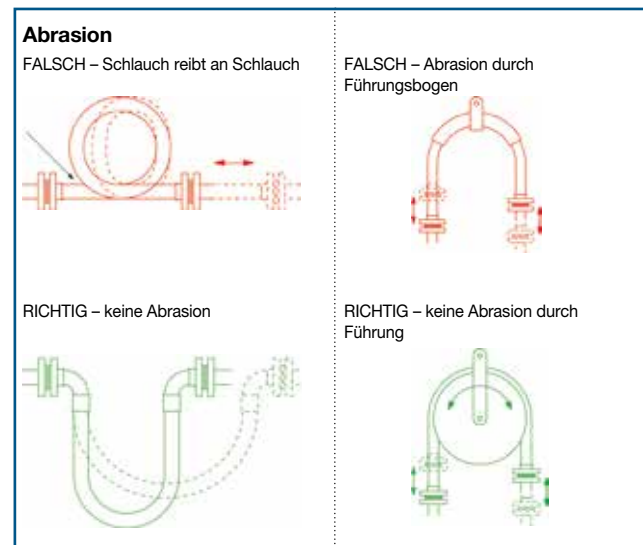 Abrasion
FALSCH – Schlauch reibt an Schlauch
FALSCH – Abrasion durch
Führungsbogen
RICHTIG – keine Abrasion
RICHTIG – keine Abrasion durch
Führung